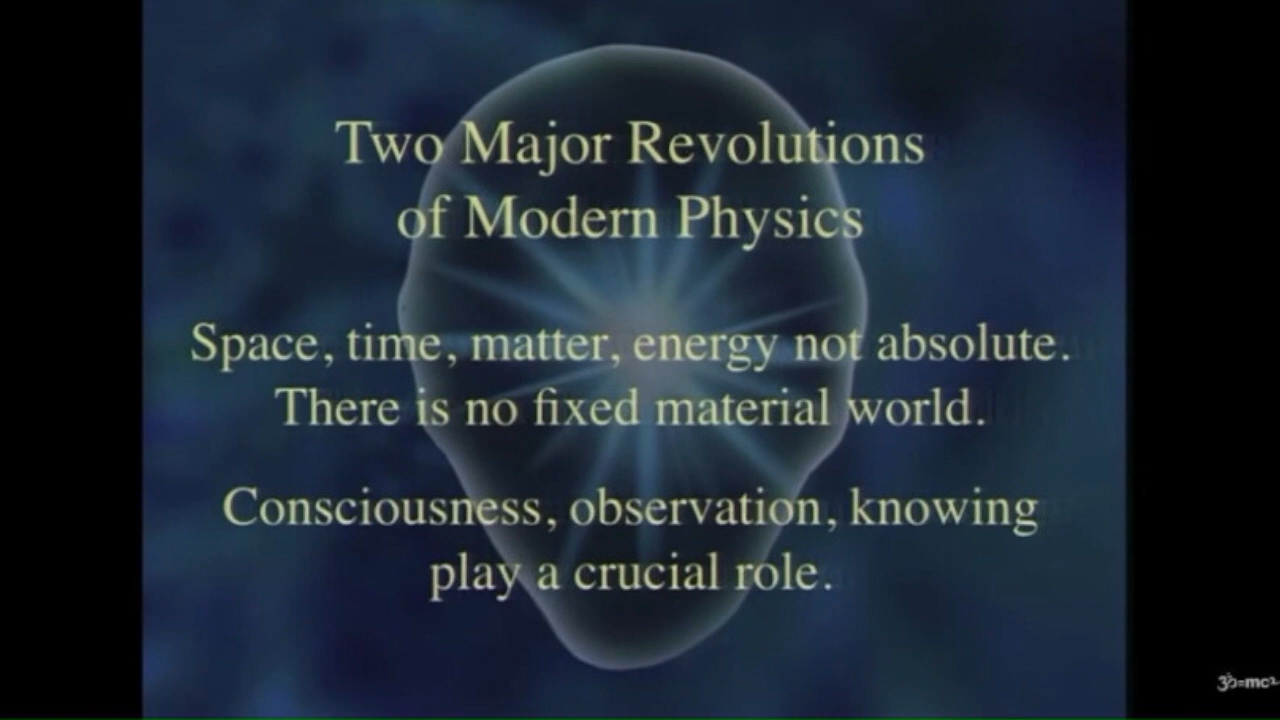 Two Major Revolutions
of Modern Physics
Space, time, matter, energy not absolute.
There is no fixed material world.
Consciousness, observation, knowing
play a crucial role.
ॐ=mc²